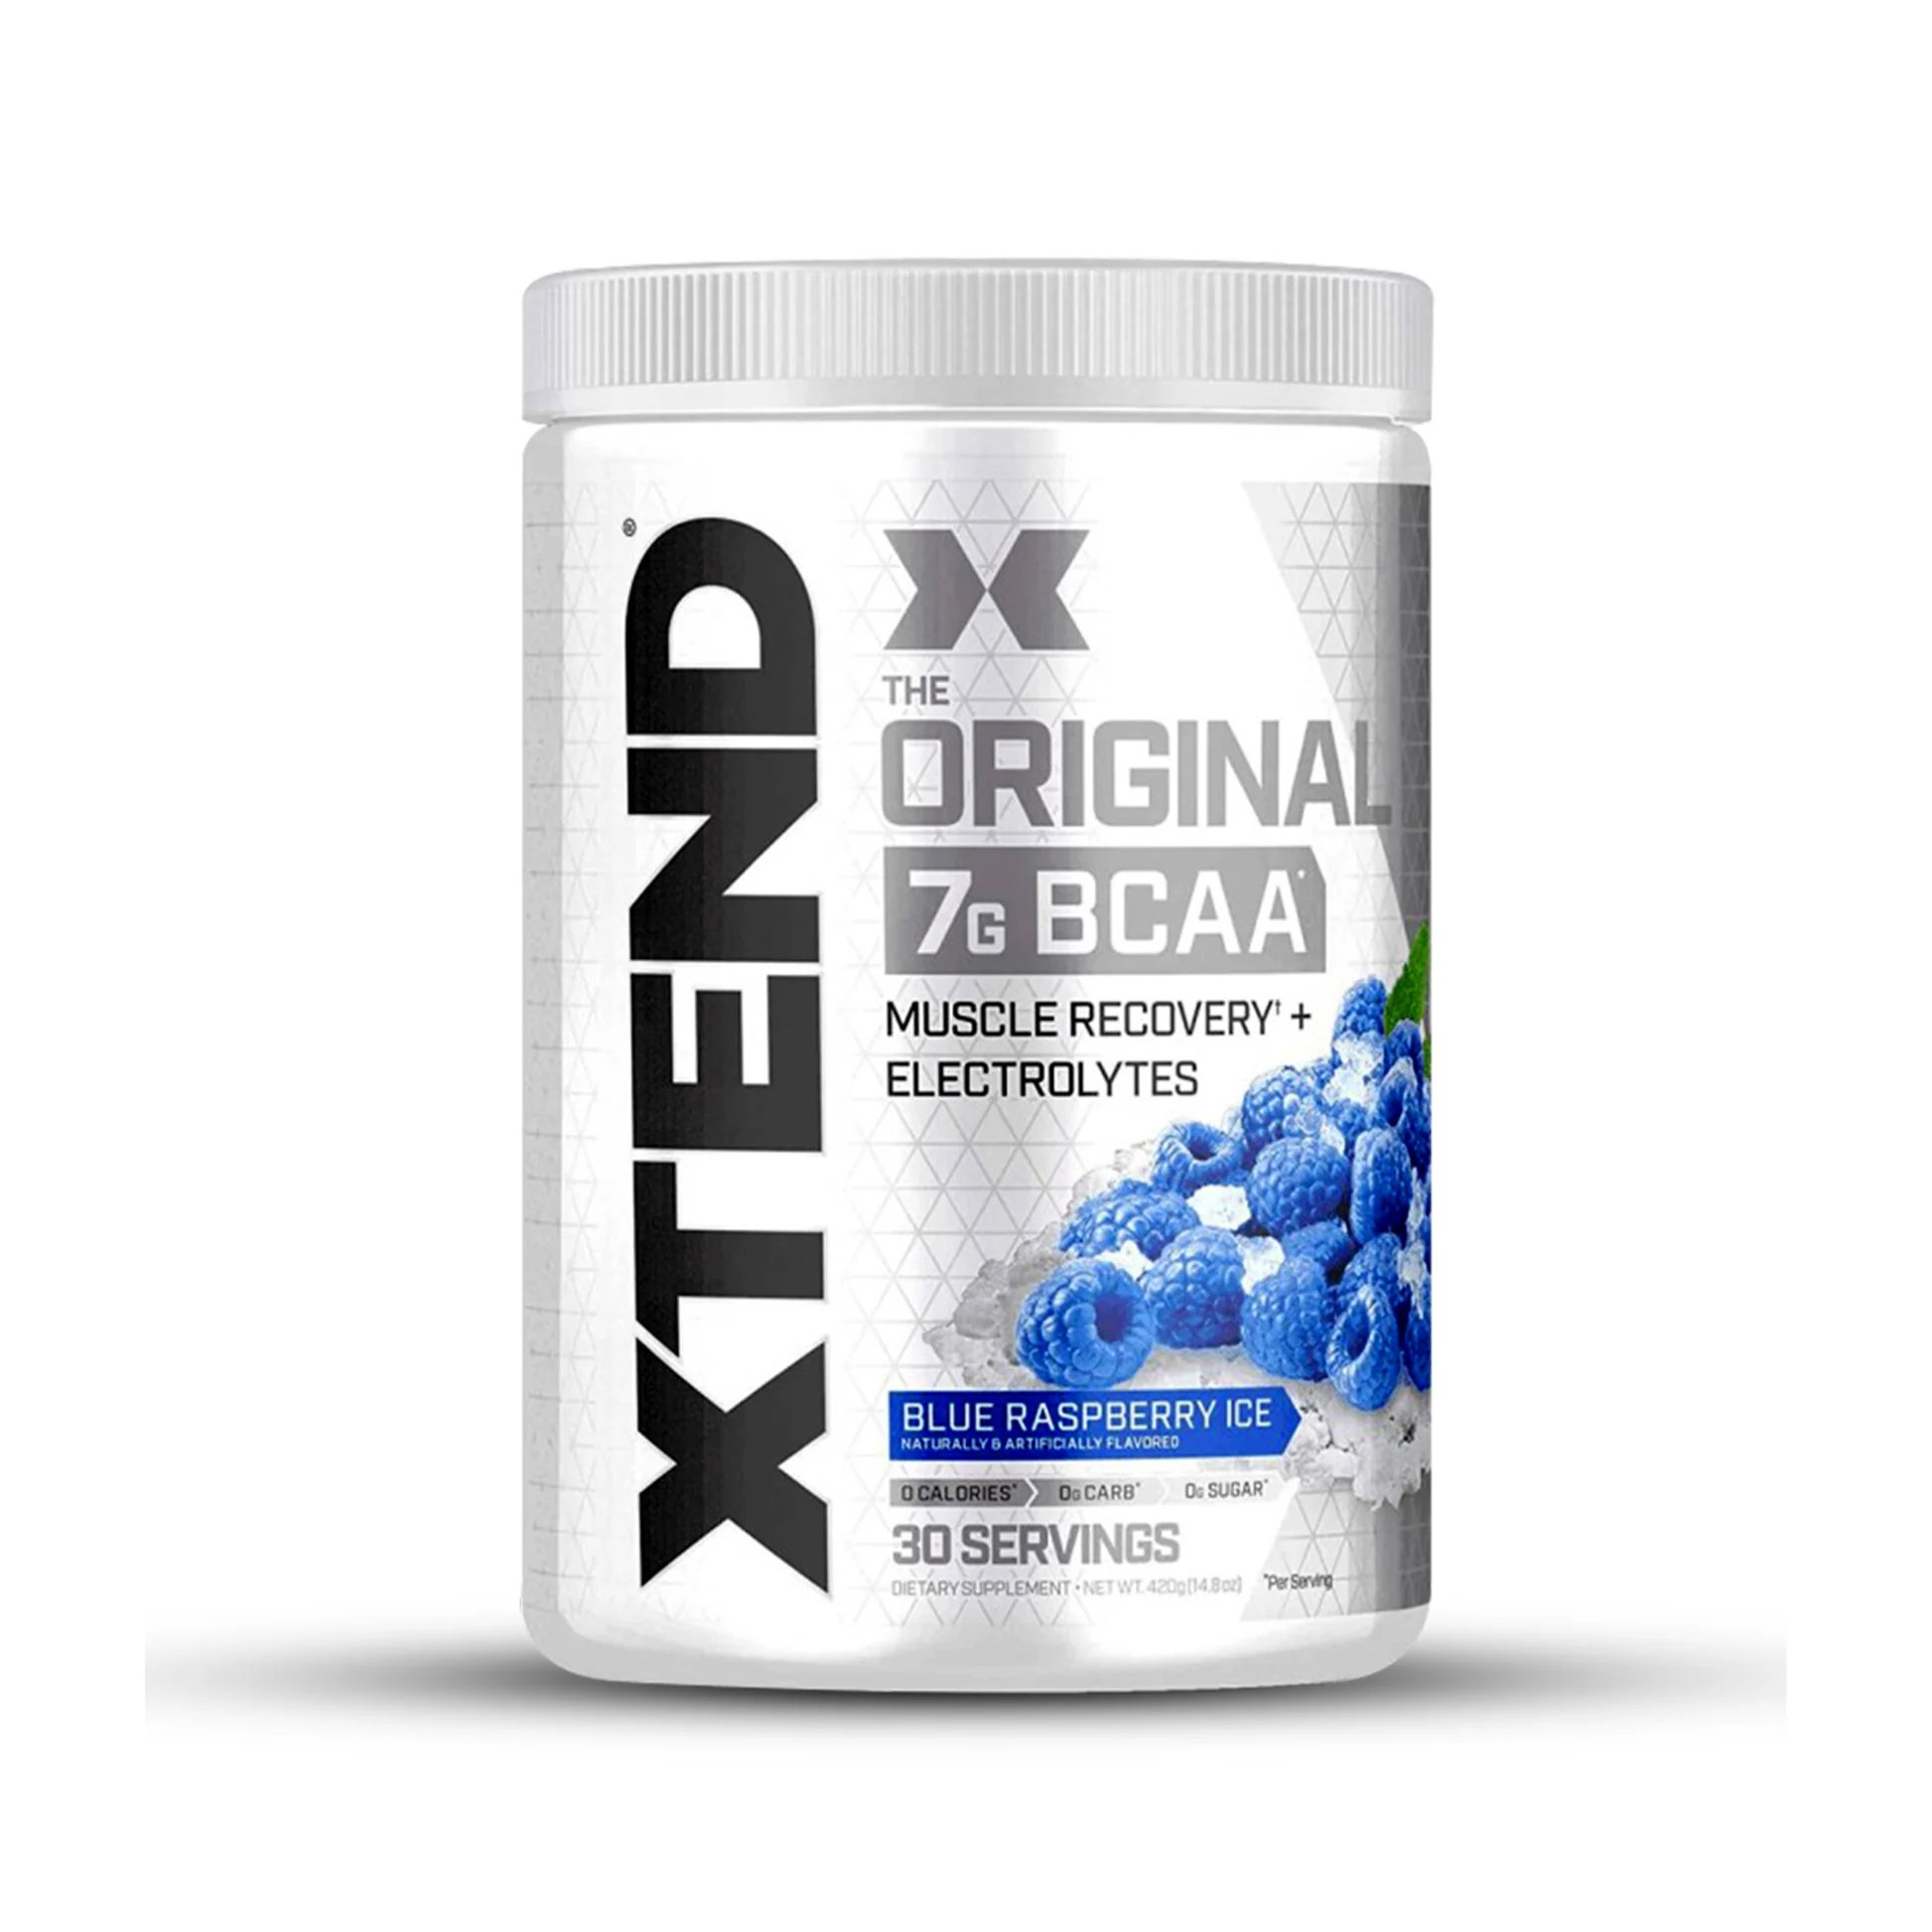 XTEND®
X
THE
ORIGINAL
7G BCAA*
MUSCLE RECOVERY† +
ELECTROLYTES
BLUE RASPBERRY ICE
NATURALLY & ARTIFICIALLY FLAVORED
0 CALORIES* 0G CARB* 0G SUGAR*
30 SERVINGS
DIETARY SUPPLEMENT • NET WT. 420g (14.8 oz) *Per Serving